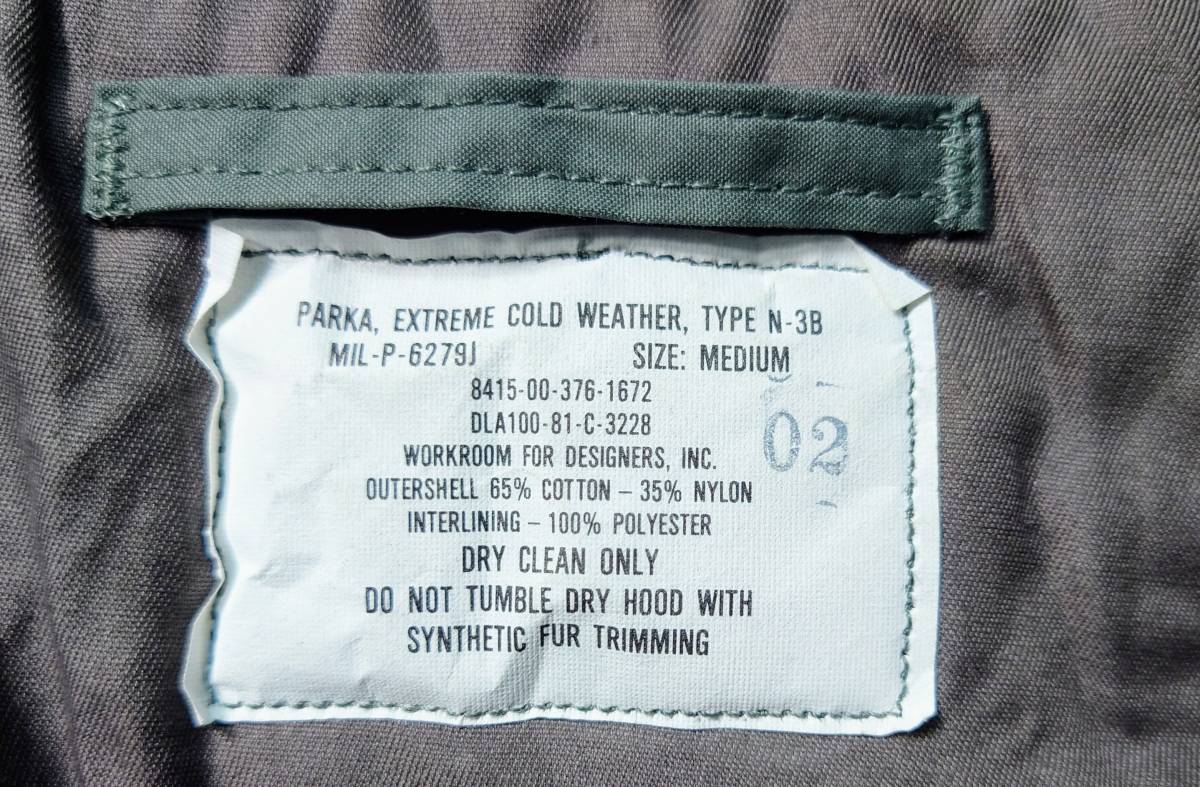 PARKA, EXTREME COLD WEATHER, TYPE N-3B
MIL-P-6279J SIZE: MEDIUM
8415-00-376-1672
DLA100-81-C-3228
02
WORKROOM FOR DESIGNERS, INC.
OUTERSHELL 65% COTTON – 35% NYLON
INTERLINING – 100% POLYESTER
DRY CLEAN ONLY
DO NOT TUMBLE DRY HOOD WITH
SYNTHETIC FUR TRIMMING